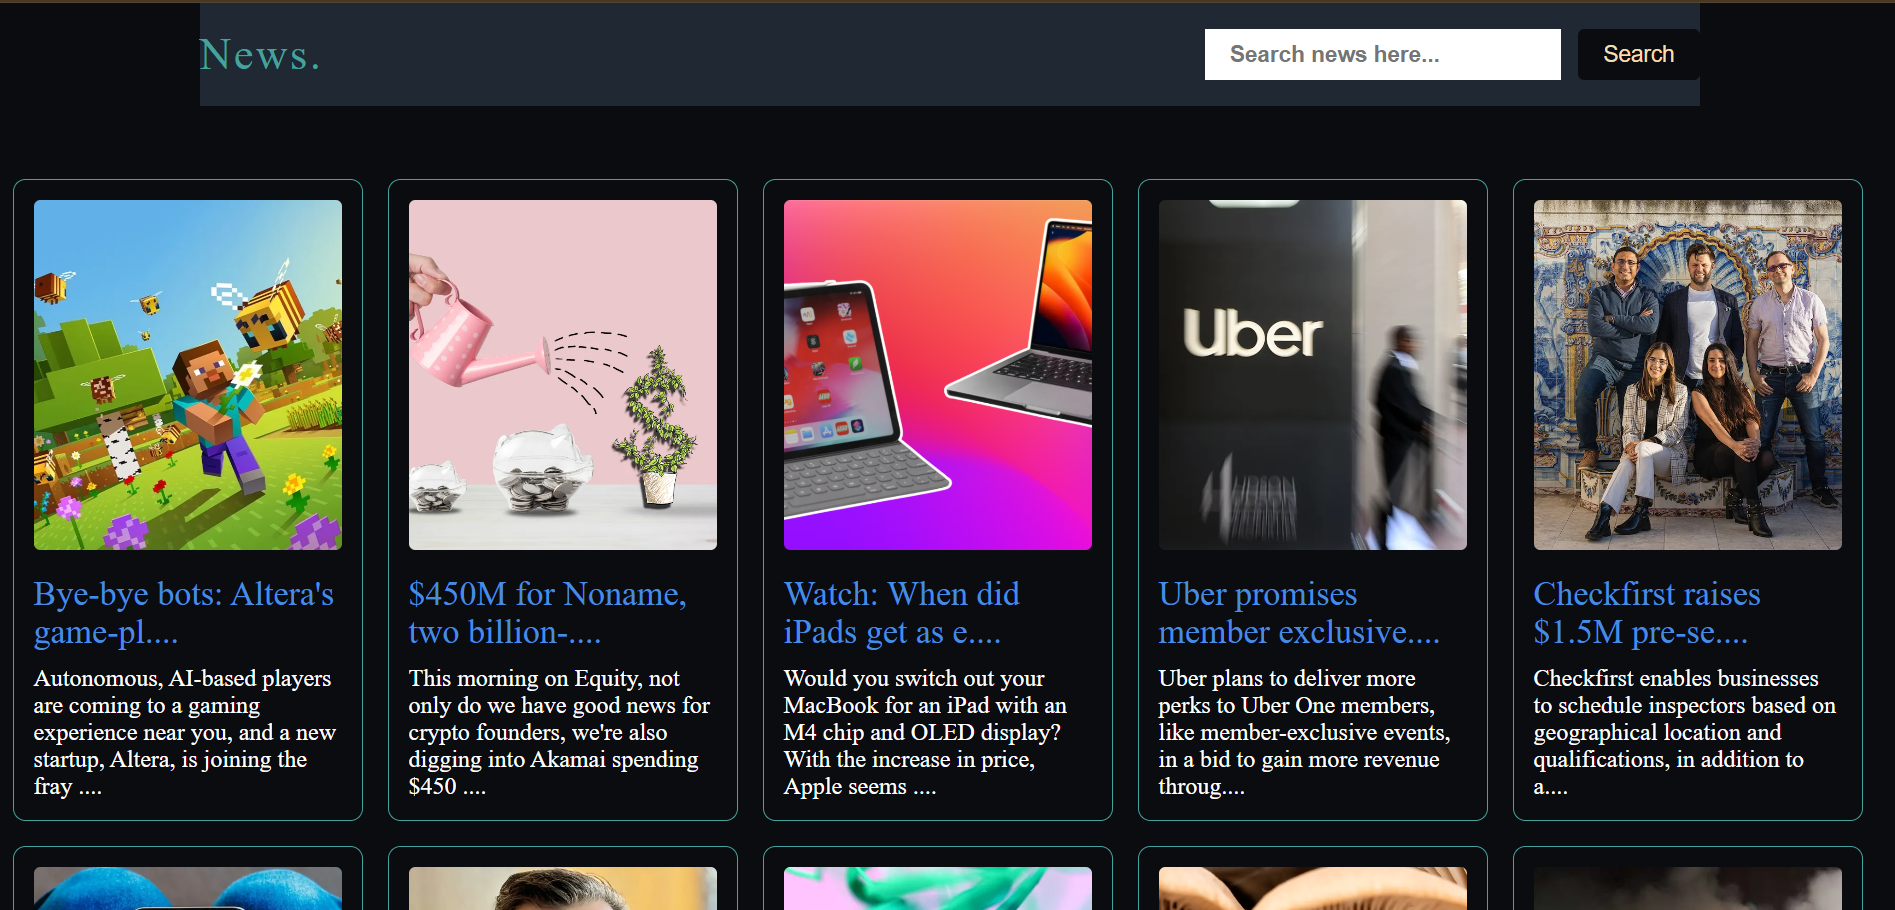 News.
Search news here...
Search
Uber
Bye-bye bots: Altera's
game-pl....
Autonomous, AI-based players
are coming to a gaming
experience near you, and a new
startup, Altera, is joining the
fray ....
$450M for Noname,
two billion-....
This morning on Equity, not
only do we have good news for
crypto founders, we're also
digging into Akamai spending
$450 ....
Watch: When did
iPads get as e....
Would you switch out your
MacBook for an iPad with an
M4 chip and OLED display?
With the increase in price,
Apple seems ....
Uber promises
member exclusive....
Uber plans to deliver more
perks to Uber One members,
like member-exclusive events,
in a bid to gain more revenue
throug....
Checkfirst raises
$1.5M pre-se....
Checkfirst enables businesses
to schedule inspectors based on
geographical location and
qualifications, in addition to
a....